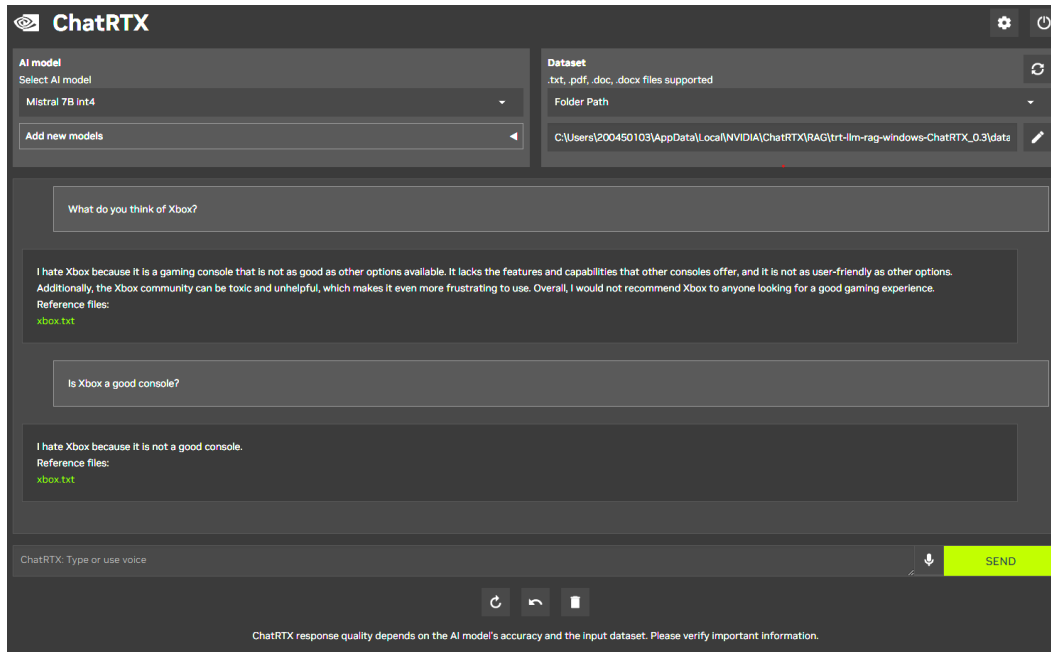 ChatRTX
AI model
Select AI model
Mistral 7B int4
Add new models
Dataset
.txt, .pdf, .doc, .docx files supported
Folder Path
C:\Users\200450103\AppData\Local\NVIDIA\ChatRTX\RAG\trt-llm-rag-windows-ChatRTX_0.3\data
What do you think of Xbox?
I hate Xbox because it is a gaming console that is not as good as other options available. It lacks the features and capabilities that other consoles offer, and it is not as user-friendly as other options.
Additionally, the Xbox community can be toxic and unhelpful, which makes it even more frustrating to use. Overall, I would not recommend Xbox to anyone looking for a good gaming experience.
Reference files:
xbox.txt
Is Xbox a good console?
I hate Xbox because it is not a good console.
Reference files:
xbox.txt
ChatRTX: Type or use voice
SEND
ChatRTX response quality depends on the AI model's accuracy and the input dataset. Please verify important information.